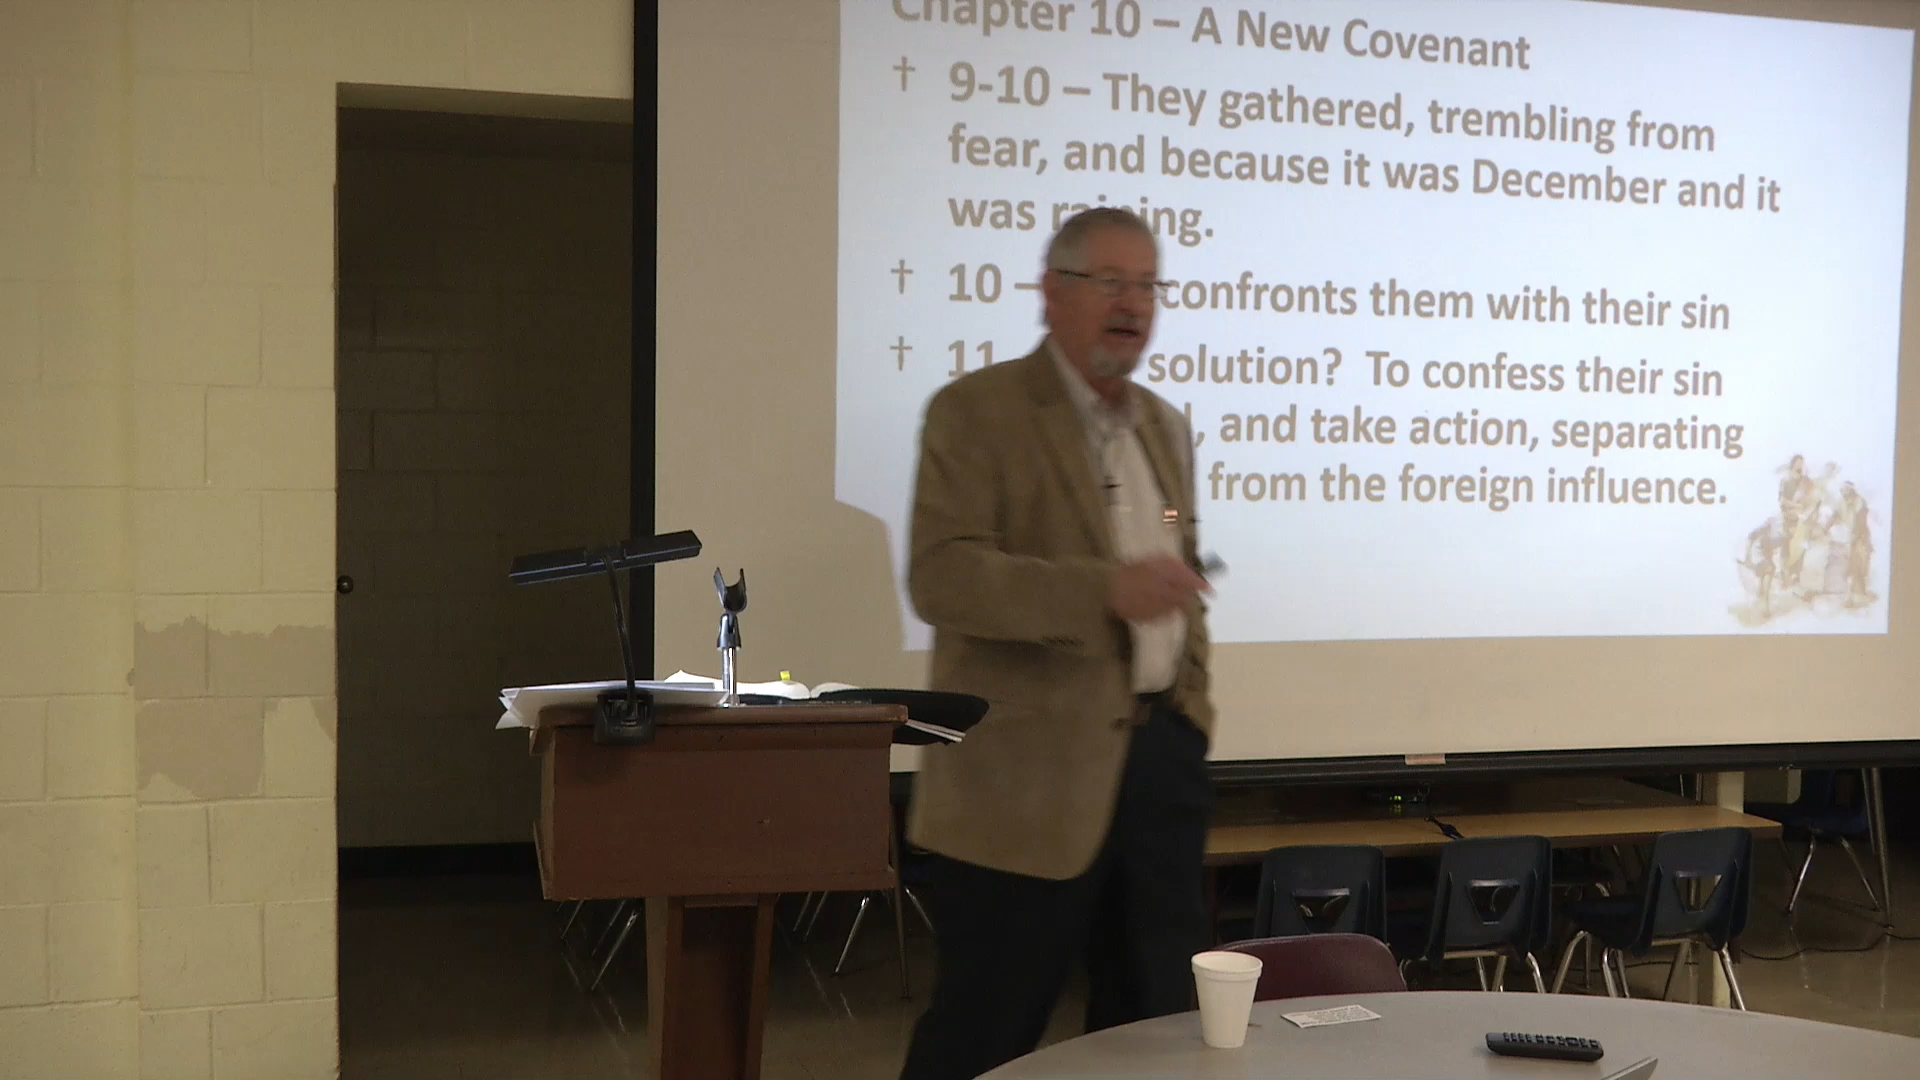 Chapter 10 – A New Covenant
† 9-10 – They gathered, trembling from
fear, and because it was December and it
was raining.
† 10 – confronts them with their sin
† 11 solution? To confess their sin
, and take action, separating
from the foreign influence.